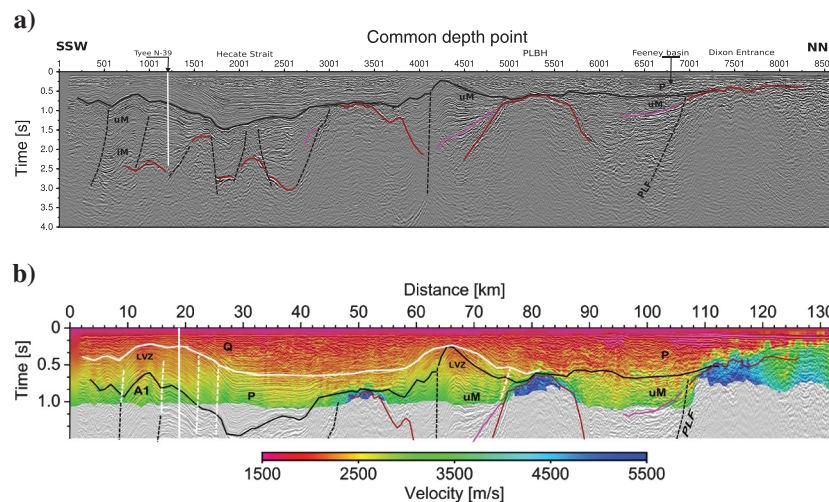 a)
Common depth point
SSW
Tyee N-39
Hecate Strait
PLBH
Feeney basin
Dixon Entrance
NN
1 501 1001 1501 2001 2501 3001 3501 4001 4501 5001 5501 6001 6501 7001 7501 8001 850
Time [s]
0
0.5
1.0
1.5
2.0
2.5
3.0
3.5
4.0
uM
lM
uM
P
uM
PLF
b)
Distance [km]
0 10 20 30 40 50 60 70 80 90 100 110 120 130
Time [s]
0
0.5
1.0
LVZ
Q
A1
P
LVZ
uM
P
uM
PLF
1500 2500 3500 4500 5500
Velocity [m/s]